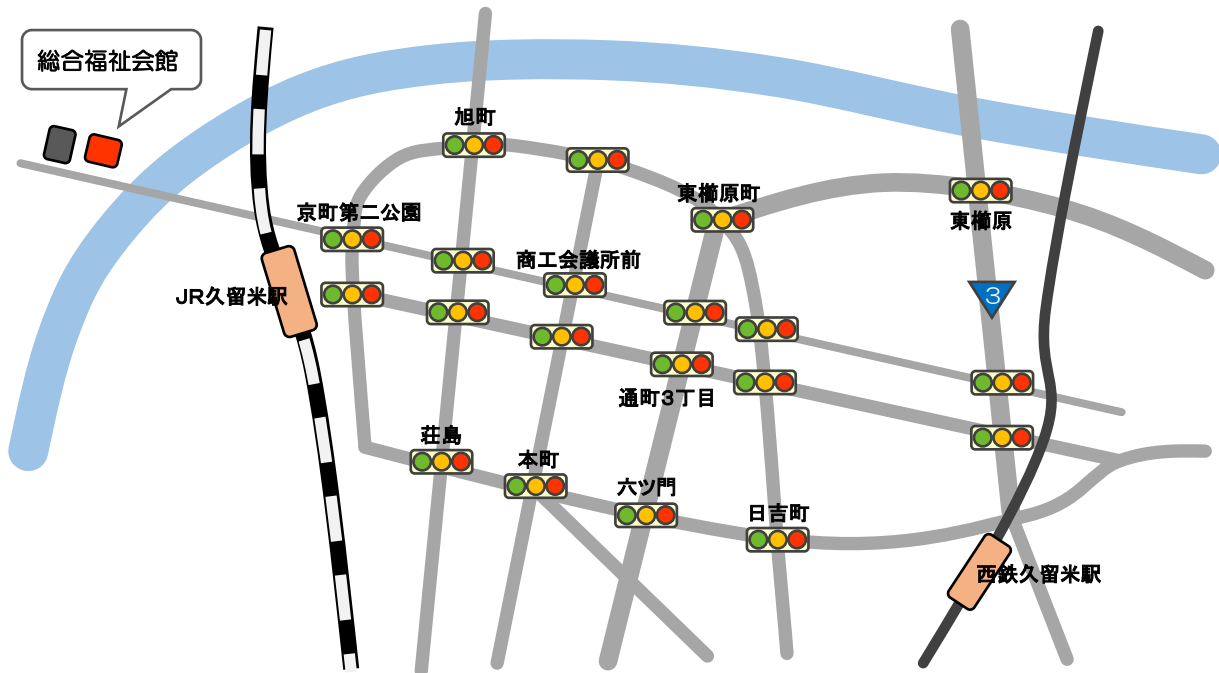 総合福祉会館
旭町
東櫛原町
京町第二公園
東櫛原
商工会議所前
JR久留米駅
3
通町3丁目
荘島
本町
六ツ門
日吉町
西鉄久留米駅